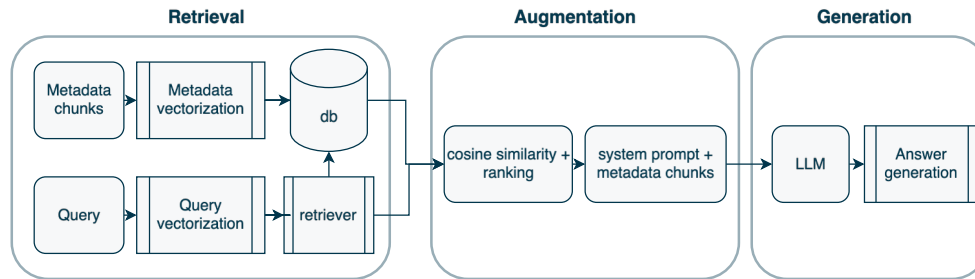 Retrieval
Augmentation
Generation
Metadata
chunks
Metadata
vectorization
db
cosine similarity +
ranking
system prompt +
metadata chunks
LLM
Answer
generation
Query
Query
vectorization
retriever